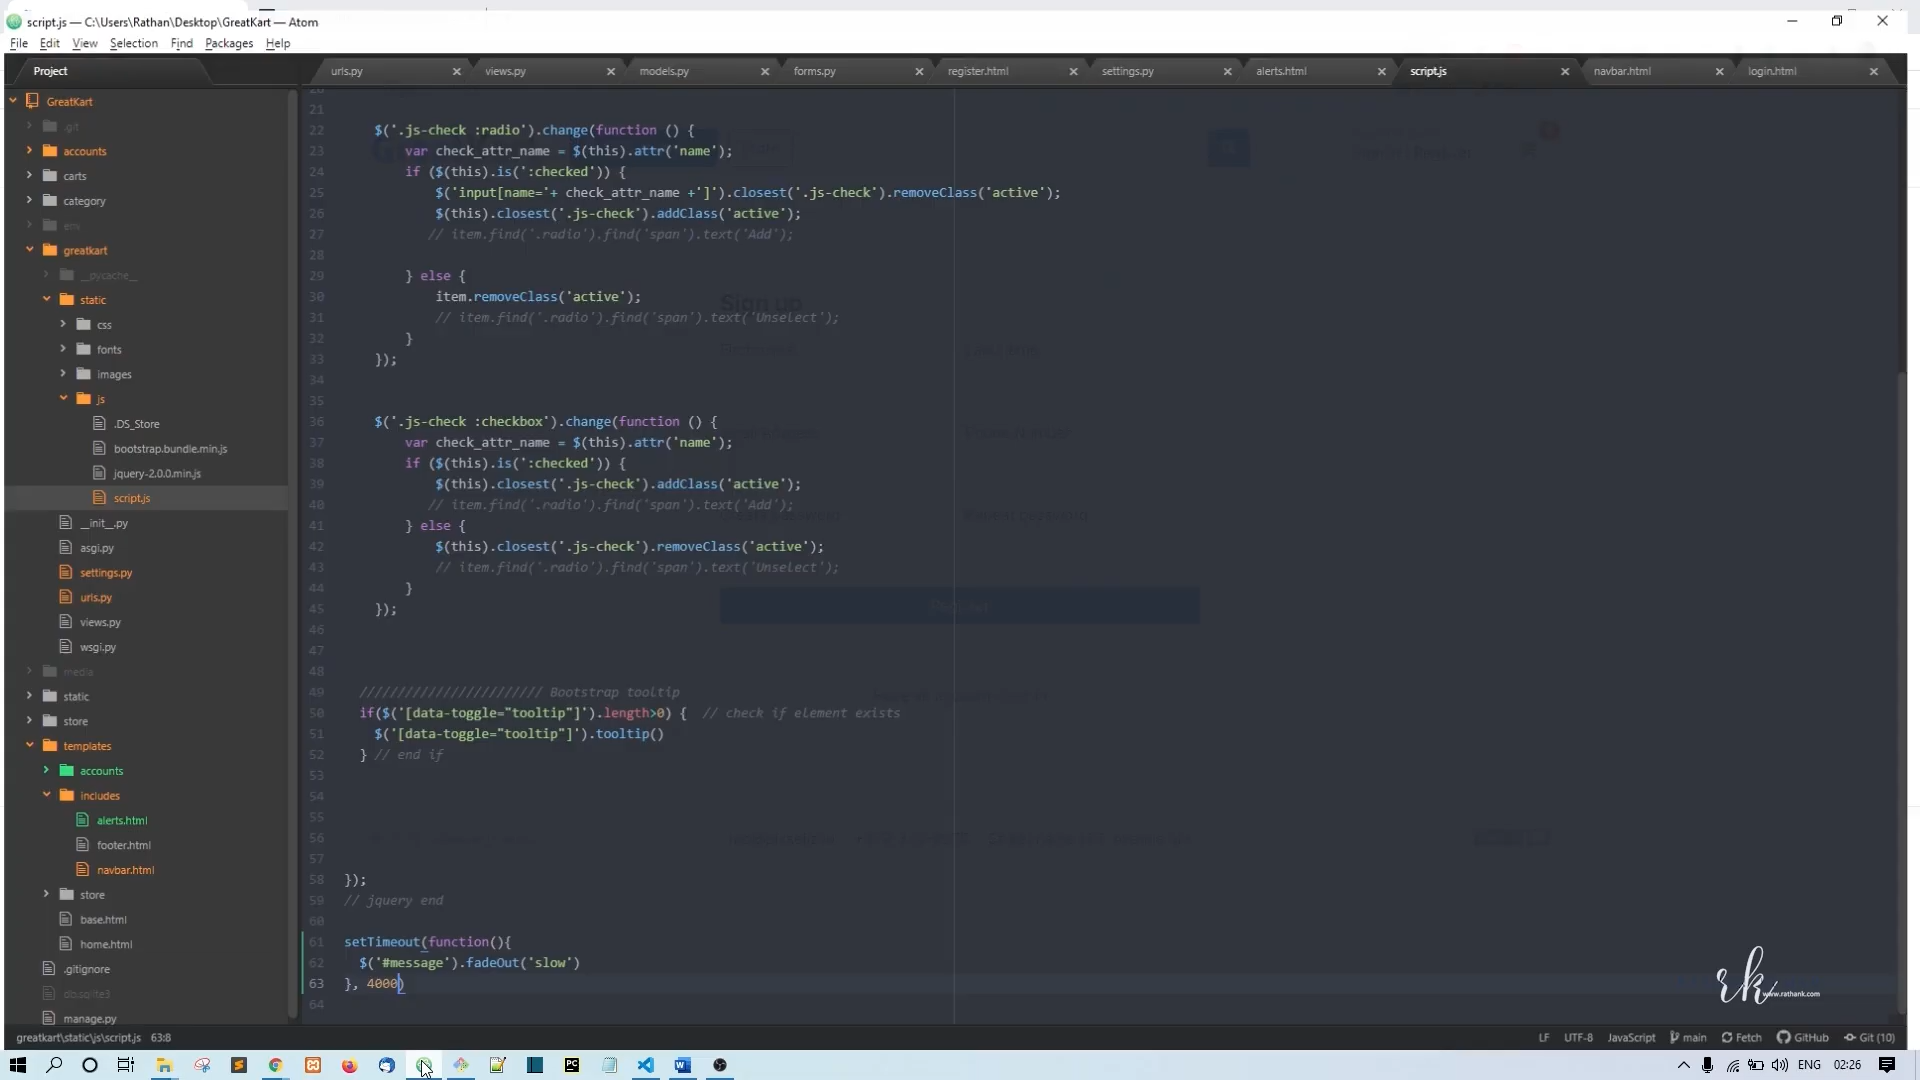 script.js — C:\Users\Rathan\Desktop\GreatKart — Atom
File Edit View Selection Find Packages Help
Project
urls.py
views.py
models.py
forms.py
register.html
settings.py
alerts.html
script.js
navbar.html
login.html
GreatKart
.git
accounts
carts
category
env
greatkart
__pycache__
static
css
fonts
images
js
.DS_Store
bootstrap.bundle.min.js
jquery-2.0.0.min.js
script.js
__init__.py
asgi.py
settings.py
urls.py
views.py
wsgi.py
media
static
store
templates
accounts
includes
alerts.html
footer.html
navbar.html
store
base.html
home.html
.gitignore
db.sqlite3
manage.py
20
21
22 $('.js-check :radio').change(function () {
23 var check_attr_name = $(this).attr('name');
24 if ($(this).is(':checked')) {
25 $('input[name='+ check_attr_name +']').closest('.js-check').removeClass('active');
26 $(this).closest('.js-check').addClass('active');
27 // item.find('.radio').find('span').text('Add');
28
29 } else {
30 item.removeClass('active');
31 // item.find('.radio').find('span').text('Unselect');
32 }
33 });
34
35
36 $('.js-check :checkbox').change(function () {
37 var check_attr_name = $(this).attr('name');
38 if ($(this).is(':checked')) {
39 $(this).closest('.js-check').addClass('active');
40 // item.find('.radio').find('span').text('Add');
41 } else {
42 $(this).closest('.js-check').removeClass('active');
43 // item.find('.radio').find('span').text('Unselect');
44 }
45 });
46
47
48
49 //////////////////////// Bootstrap tooltip
50 if($('[data-toggle="tooltip"]').length>0) { // check if element exists
51 $('[data-toggle="tooltip"]').tooltip()
52 } // end if
53
54
55
56
57
58 });
59 // jquery end
60
61 setTimeout(function(){
62 $('#message').fadeOut('slow')
63 }, 4000)
64
Sign up
rk
www.rathank.com
greatkart\static\js\script.js 63:8
LF UTF-8 JavaScript main Fetch GitHub Git (10)
ENG 02:26